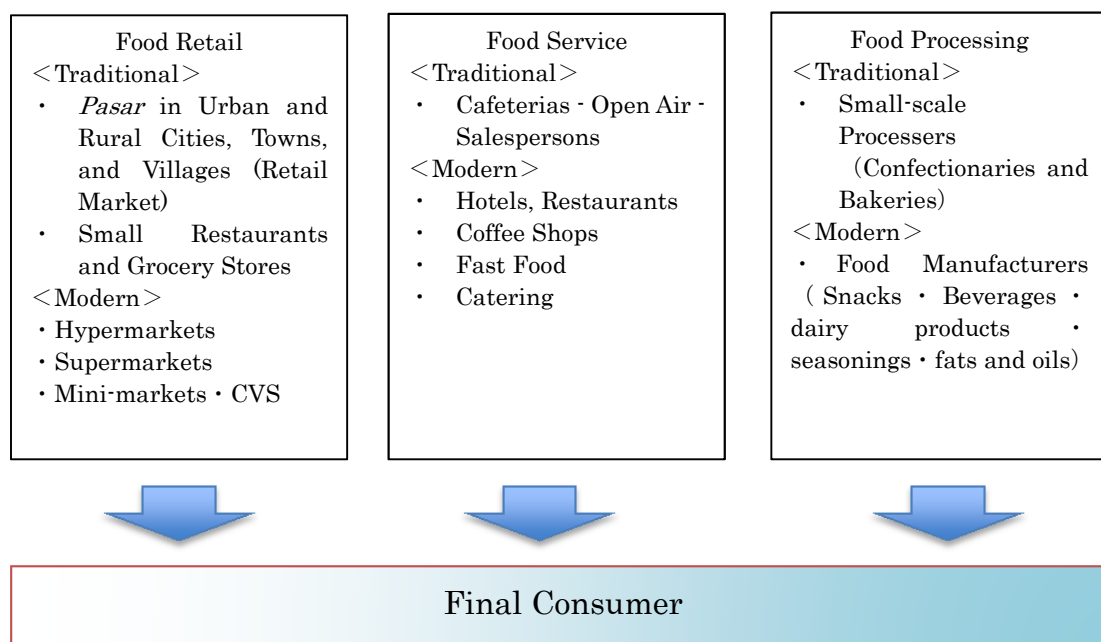 Food Retail
＜Traditional＞
・ Pasar in Urban and
Rural Cities, Towns,
and Villages (Retail
Market)
・ Small Restaurants
and Grocery Stores
＜Modern＞
・Hypermarkets
・Supermarkets
・Mini-markets・CVS
Food Service
＜Traditional＞
・ Cafeterias - Open Air -
Salespersons
＜Modern＞
・ Hotels, Restaurants
・ Coffee Shops
・ Fast Food
・ Catering
Food Processing
＜Traditional＞
・ Small-scale
Processers
（Confectionaries and
Bakeries）
＜Modern＞
・ Food Manufacturers
（Snacks・Beverages・
dairy products ・
seasonings・fats and oils）
Final Consumer